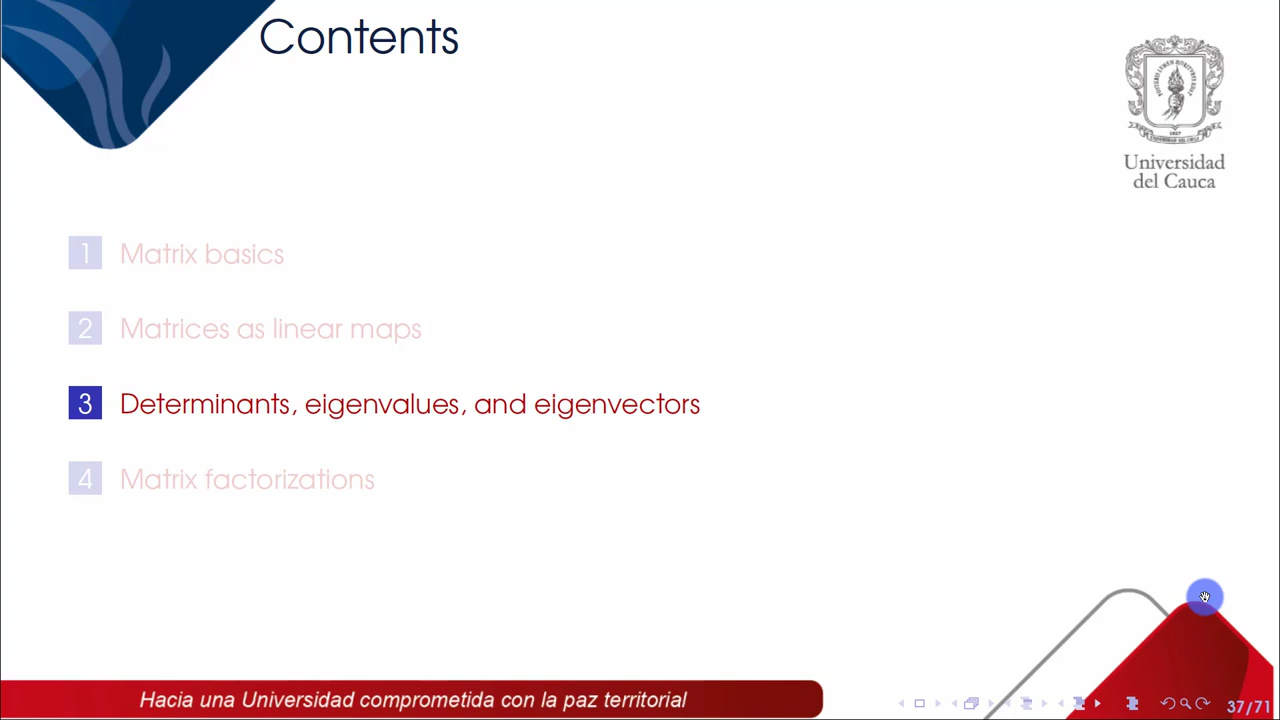 Contents
Universidad
del Cauca
1 Matrix basics
2 Matrices as linear maps
3 Determinants, eigenvalues, and eigenvectors
4 Matrix factorizations
Hacia una Universidad comprometida con la paz territorial
37/71